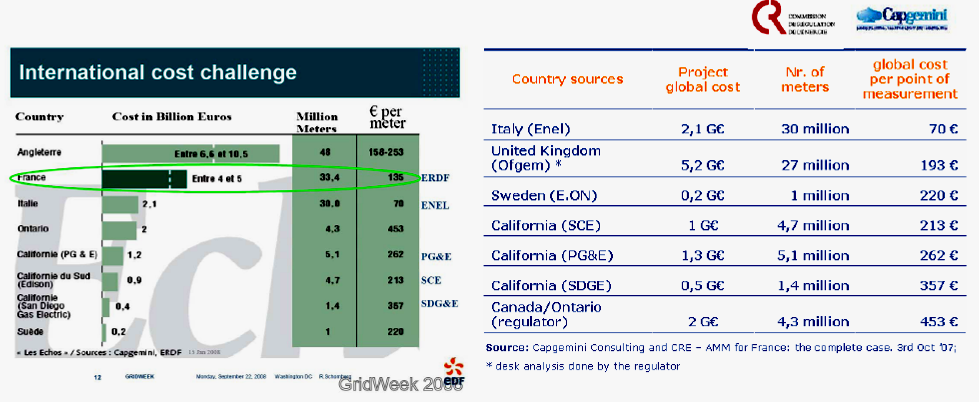 International cost challenge
Country Cost in Billion Euros Million Meters € per meter
Angleterre Entre 6,6 et 10,5 48 158-253
France Entre 4 et 5 33,4 135 ERDF
Italie 2,1 30,0 70 ENEL
Ontario 2 4,3 453
Californie (PG & E) 1,2 5,1 262 PG&E
Californie du Sud (Edison) 0,9 4,7 213 SCE
Californie (San Diego Gas Electric) 0,4 1,4 357 SDG&E
Suède 0,2 1 220
« Les Echos » / Sources : Capgemini, ERDF 15 Jan 2008
12 GRIDWEEK Monday, September 22, 2008 Washington DC R.Schomberg
GridWeek 2008
EDF
COMMISSION
DE REGULATION
DE L'ENERGIE
Capgemini
Country sources Project global cost Nr. of meters global cost per point of measurement
Italy (Enel) 2,1 G€ 30 million 70 €
United Kingdom (Ofgem) * 5,2 G€ 27 million 193 €
Sweden (E.ON) 0,2 G€ 1 million 220 €
California (SCE) 1 G€ 4,7 million 213 €
California (PG&E) 1,3 G€ 5,1 million 262 €
California (SDGE) 0,5 G€ 1,4 million 357 €
Canada/Ontario (regulator) 2 G€ 4,3 million 453 €
Source: Capgemini Consulting and CRE – AMM for France: the complete case. 3rd Oct '07;
* desk analysis done by the regulator